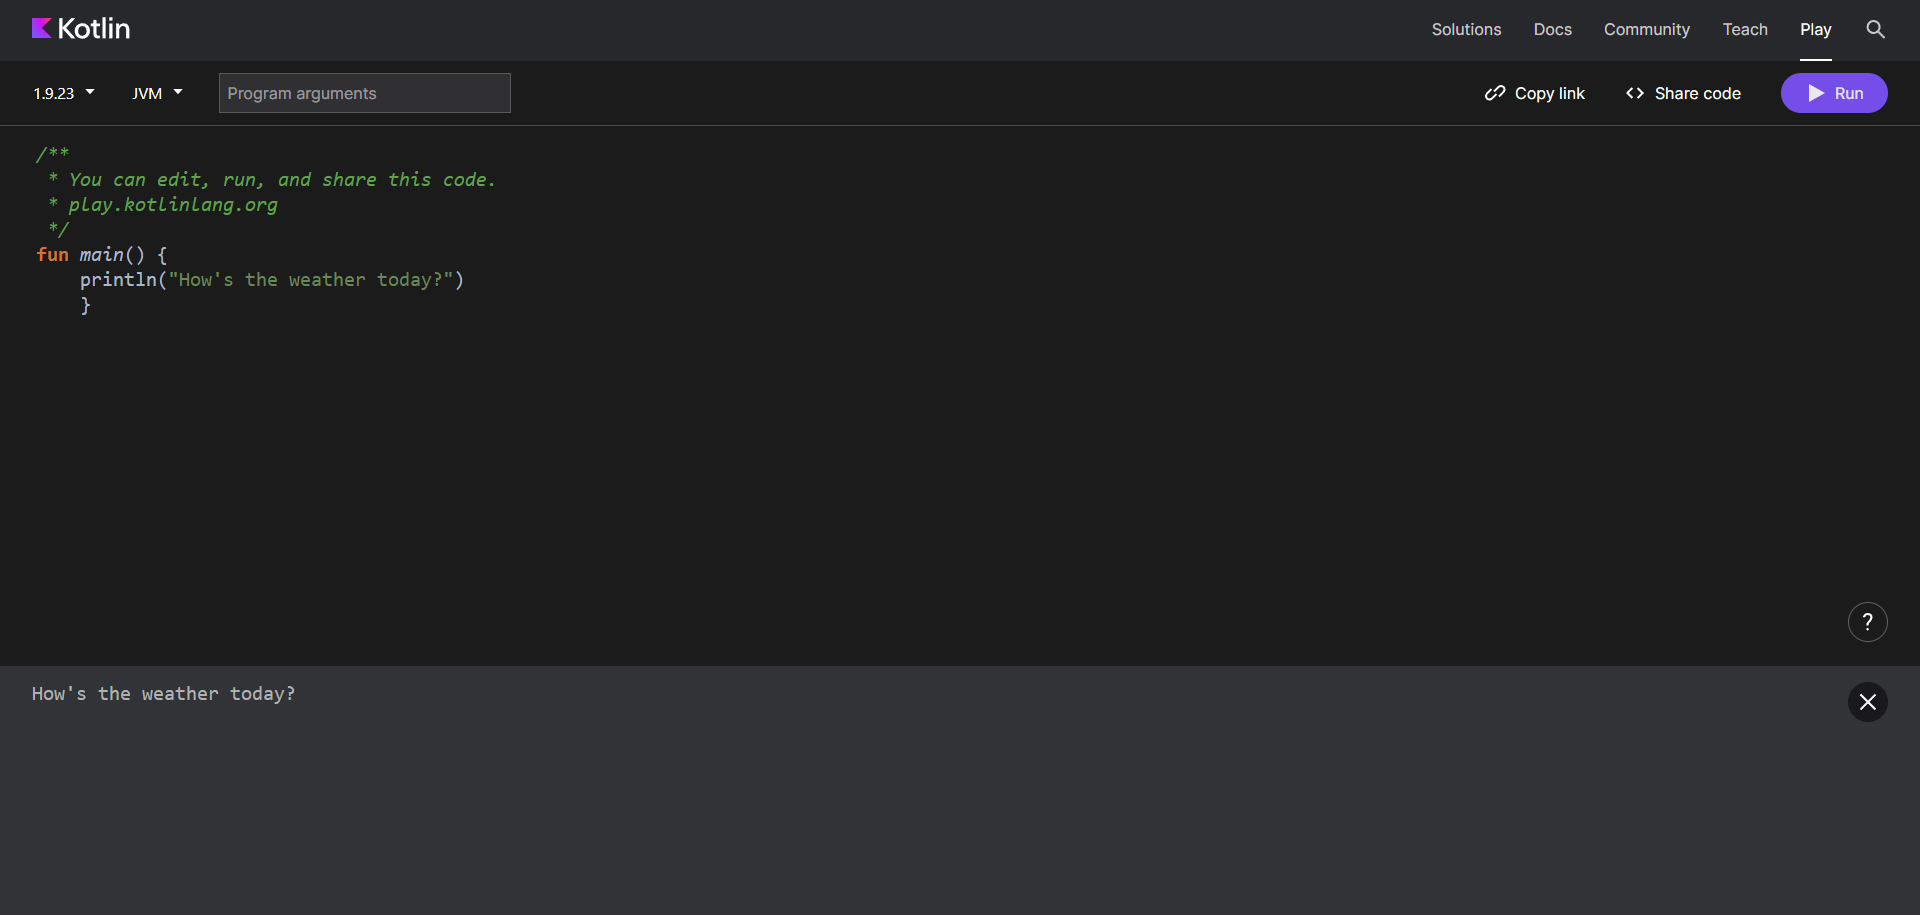 Kotlin
Solutions Docs Community Teach Play
1.9.23 JVM Program arguments Copy link Share code Run
/**
 * You can edit, run, and share this code.
 * play.kotlinlang.org
 */
fun main() {
    println("How's the weather today?")
    }
?
How's the weather today?